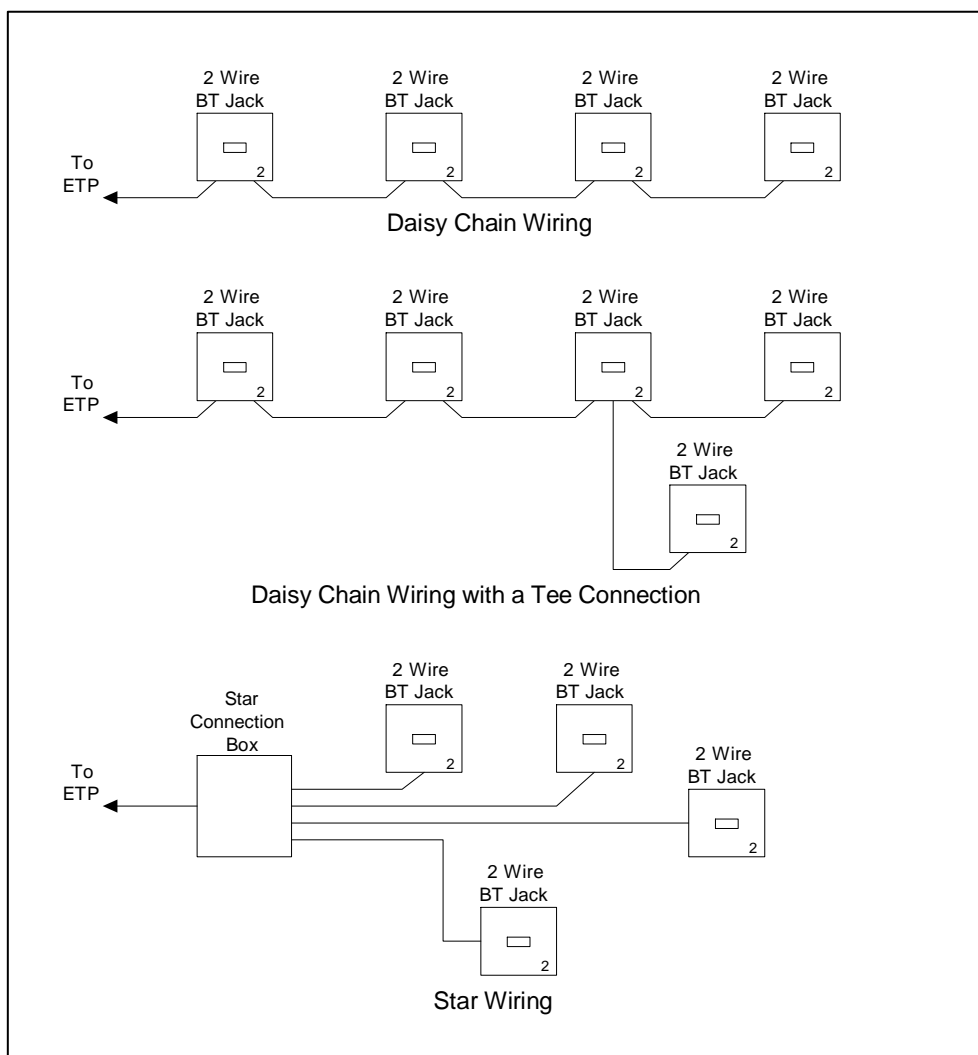 2 Wire
BT Jack
2 Wire
BT Jack
2 Wire
BT Jack
2 Wire
BT Jack
To
ETP
2
2
2
2
Daisy Chain Wiring
2 Wire
BT Jack
2 Wire
BT Jack
2 Wire
BT Jack
2 Wire
BT Jack
To
ETP
2
2
2
2
2 Wire
BT Jack
2
Daisy Chain Wiring with a Tee Connection
2 Wire
BT Jack
2 Wire
BT Jack
Star
Connection
Box
2
2
2 Wire
BT Jack
To
ETP
2
2 Wire
BT Jack
2
Star Wiring